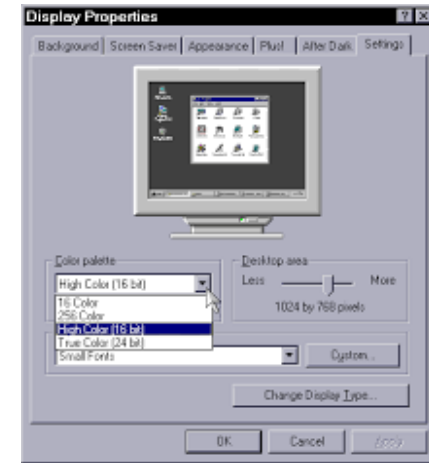 Display Properties
Background Screen Saver Appearance Plus! After Dark Settings
Color palette
High Color (16 bit)
16 Color
256 Color
High Color (16 bit)
True Color (24 bit)
Small Fonts
Desktop area
Less More
1024 by 768 pixels
Custom...
Change Display Type...
OK Cancel Apply